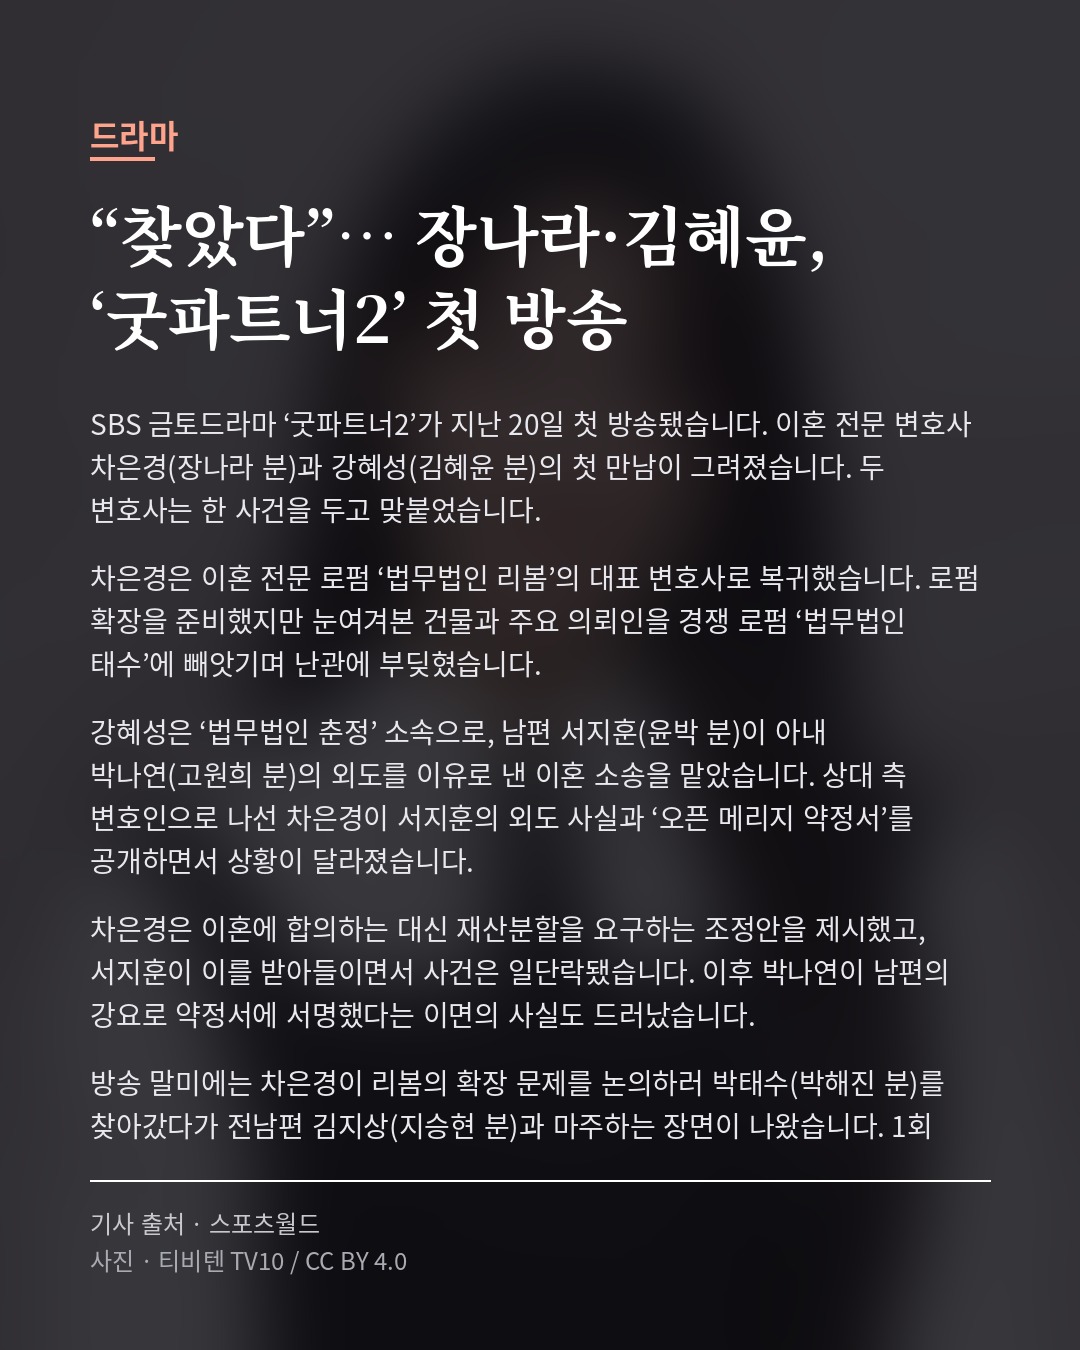 드라마
“찾았다”… 장나라·김혜윤,
‘굿파트너2’ 첫 방송
SBS 금토드라마 ‘굿파트너2’가 지난 20일 첫 방송됐습니다. 이혼 전문 변호사
차은경(장나라 분)과 강혜성(김혜윤 분)의 첫 만남이 그려졌습니다. 두
변호사는 한 사건을 두고 맞붙었습니다.
차은경은 이혼 전문 로펌 ‘법무법인 리봄’의 대표 변호사로 복귀했습니다. 로펌
확장을 준비했지만 눈여겨본 건물과 주요 의뢰인을 경쟁 로펌 ‘법무법인
태수’에 빼앗기며 난관에 부딪혔습니다.
강혜성은 ‘법무법인 춘정’ 소속으로, 남편 서지훈(윤박 분)이 아내
박나연(고원희 분)의 외도를 이유로 낸 이혼 소송을 맡았습니다. 상대 측
변호인으로 나선 차은경이 서지훈의 외도 사실과 ‘오픈 메리지 약정서’를
공개하면서 상황이 달라졌습니다.
차은경은 이혼에 합의하는 대신 재산분할을 요구하는 조정안을 제시했고,
서지훈이 이를 받아들이면서 사건은 일단락됐습니다. 이후 박나연이 남편의
강요로 약정서에 서명했다는 이면의 사실도 드러났습니다.
방송 말미에는 차은경이 리봄의 확장 문제를 논의하러 박태수(박해진 분)를
찾아갔다가 전남편 김지상(지승현 분)과 마주하는 장면이 나왔습니다. 1회
기사 출처 · 스포츠월드
사진 · 티비텐 TV10 / CC BY 4.0